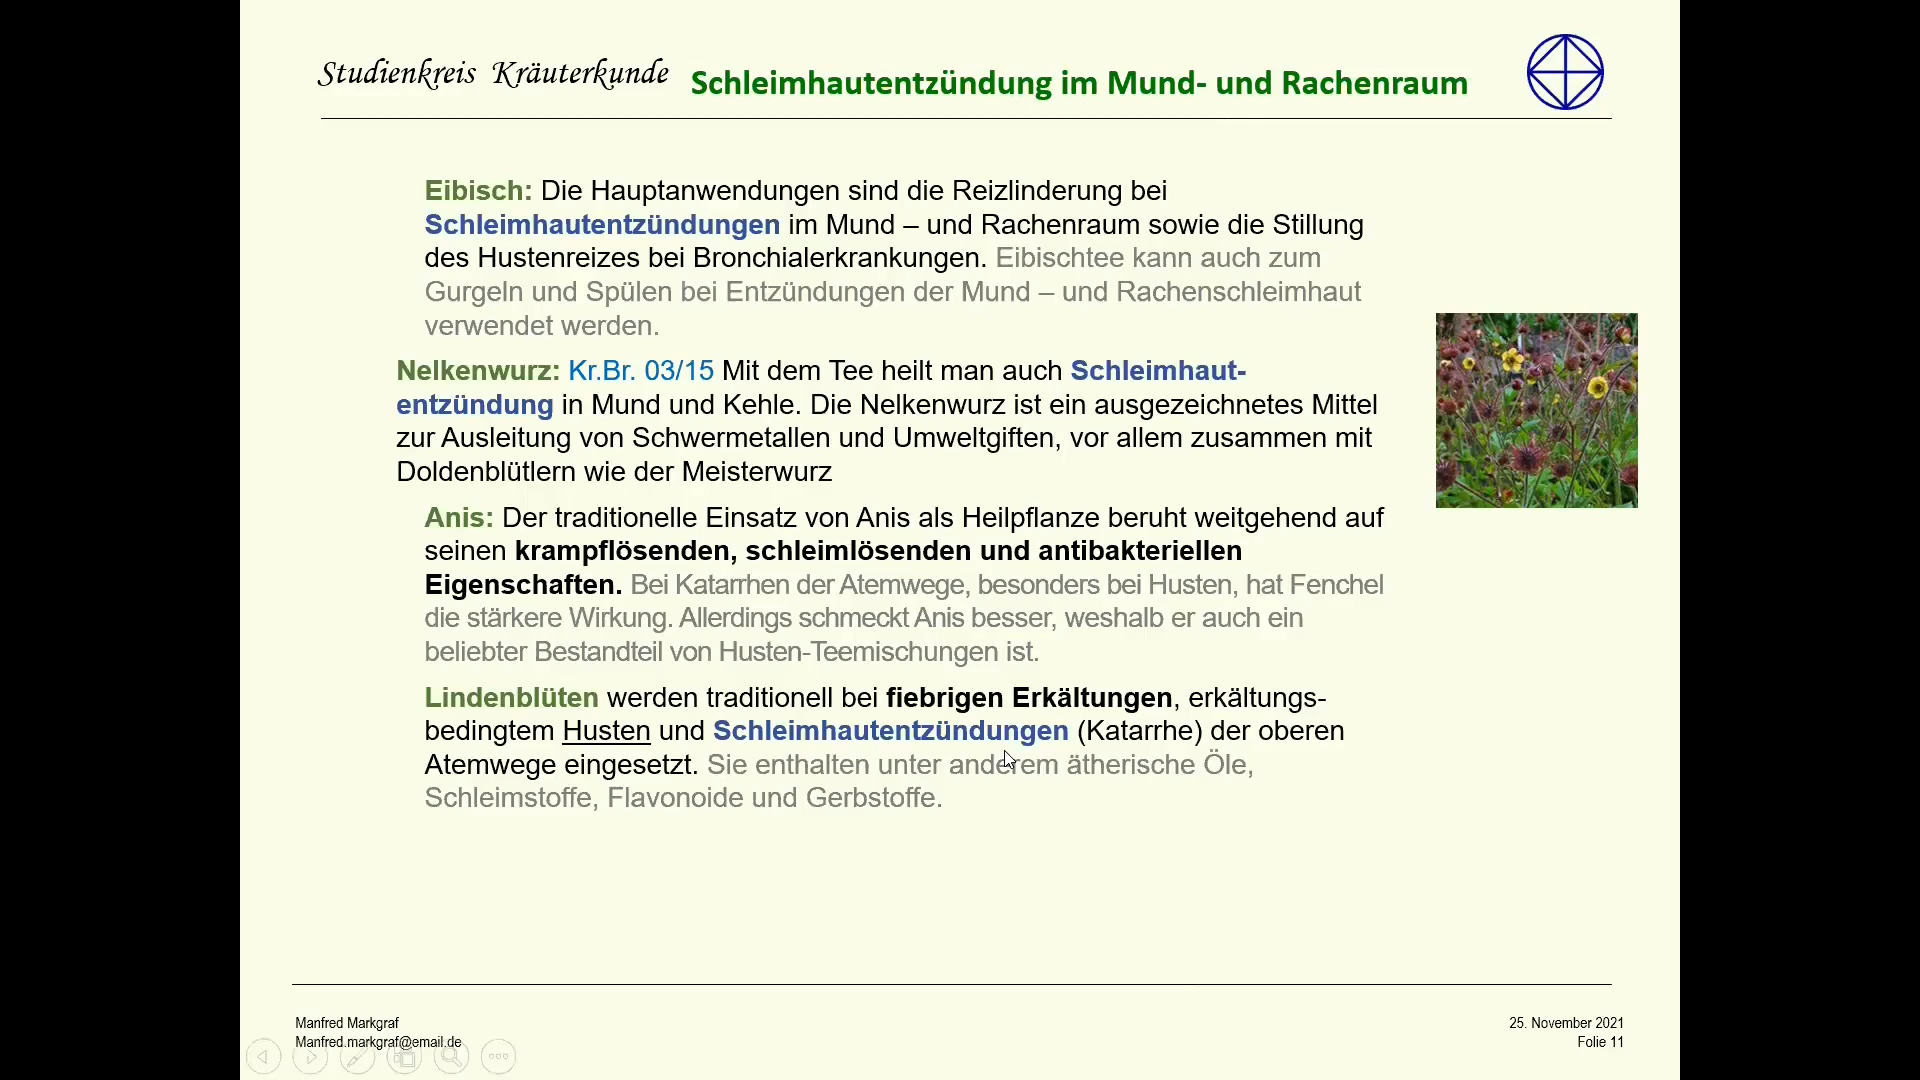 Studienkreis Kräuterkunde
Schleimhautentzündung im Mund- und Rachenraum
Eibisch: Die Hauptanwendungen sind die Reizlinderung bei
Schleimhautentzündungen im Mund – und Rachenraum sowie die Stillung
des Hustenreizes bei Bronchialerkrankungen. Eibischtee kann auch zum
Gurgeln und Spülen bei Entzündungen der Mund – und Rachenschleimhaut
verwendet werden.
Nelkenwurz: Kr.Br. 03/15 Mit dem Tee heilt man auch Schleimhaut-
entzündung in Mund und Kehle. Die Nelkenwurz ist ein ausgezeichnetes Mittel
zur Ausleitung von Schwermetallen und Umweltgiften, vor allem zusammen mit
Doldenblütlern wie der Meisterwurz
Anis: Der traditionelle Einsatz von Anis als Heilpflanze beruht weitgehend auf
seinen krampflösenden, schleimlösenden und antibakteriellen
Eigenschaften. Bei Katarrhen der Atemwege, besonders bei Husten, hat Fenchel
die stärkere Wirkung. Allerdings schmeckt Anis besser, weshalb er auch ein
beliebter Bestandteil von Husten-Teemischungen ist.
Lindenblüten werden traditionell bei fiebrigen Erkältungen, erkältungs-
bedingtem Husten und Schleimhautentzündungen (Katarrhe) der oberen
Atemwege eingesetzt. Sie enthalten unter anderem ätherische Öle,
Schleimstoffe, Flavonoide und Gerbstoffe.
Manfred Markgraf
Manfred.markgraf@email.de
25. November 2021
Folie 11